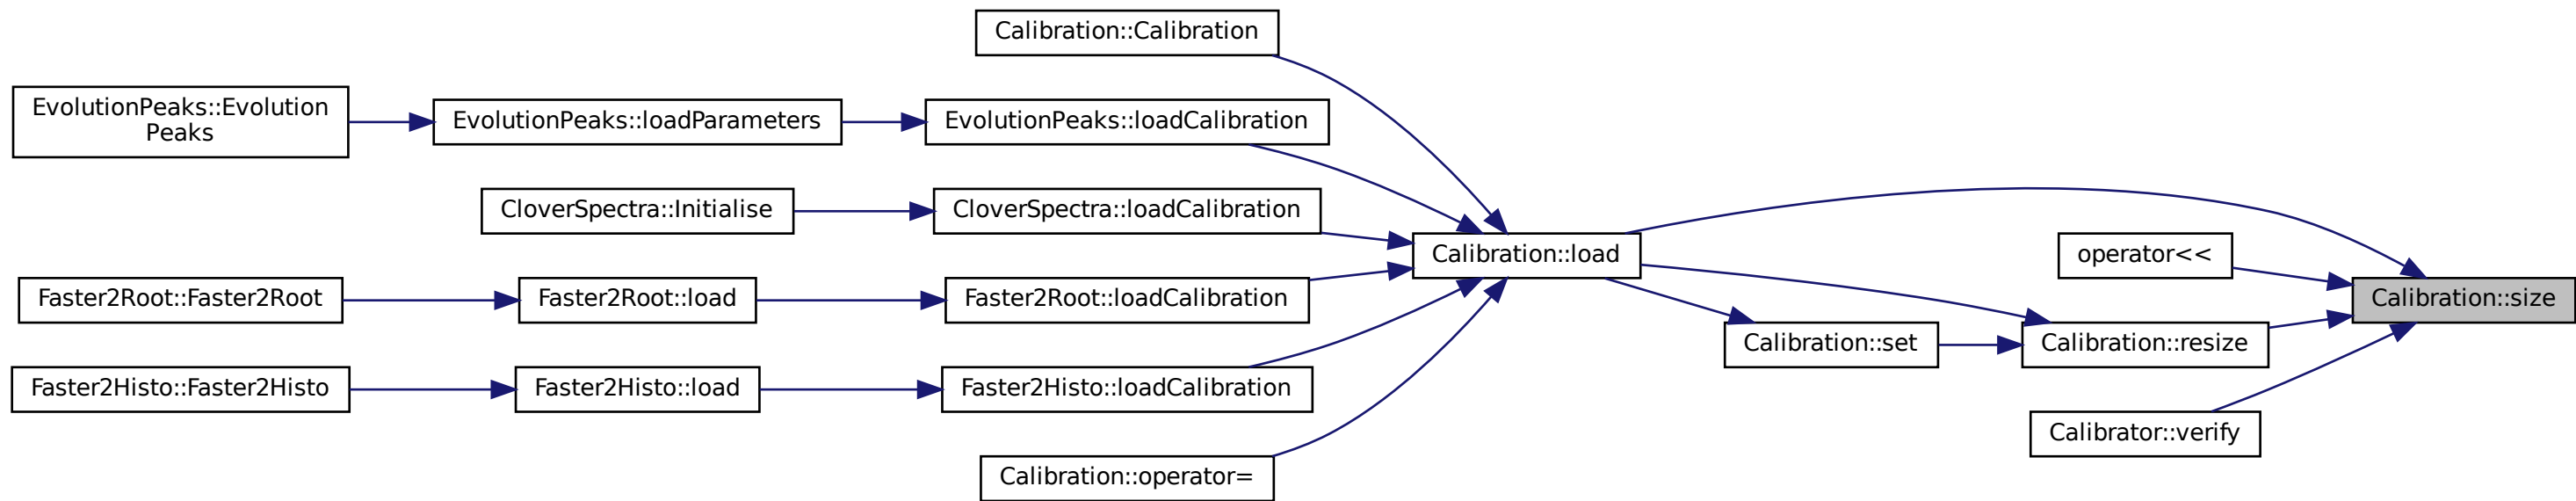 Calibration::Calibration
EvolutionPeaks::Evolution
Peaks
EvolutionPeaks::loadParameters
EvolutionPeaks::loadCalibration
CloverSpectra::Initialise
CloverSpectra::loadCalibration
Calibration::load
operator<<
Faster2Root::Faster2Root
Faster2Root::load
Faster2Root::loadCalibration
Calibration::size
Calibration::set
Calibration::resize
Faster2Histo::Faster2Histo
Faster2Histo::load
Faster2Histo::loadCalibration
Calibrator::verify
Calibration::operator=